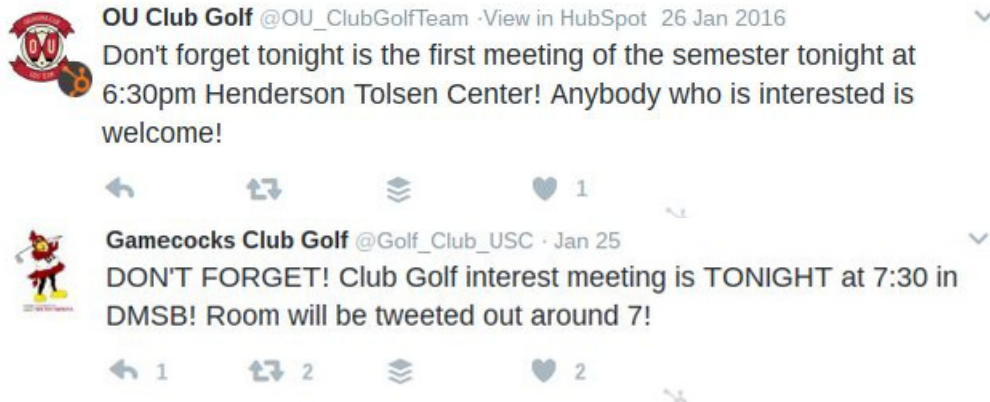 OU Club Golf @OU_ClubGolfTeam ·View in HubSpot 26 Jan 2016
Don't forget tonight is the first meeting of the semester tonight at
6:30pm Henderson Tolsen Center! Anybody who is interested is
welcome!
1
Gamecocks Club Golf @Golf_Club_USC · Jan 25
DON'T FORGET! Club Golf interest meeting is TONIGHT at 7:30 in
DMSB! Room will be tweeted out around 7!
1 2 2